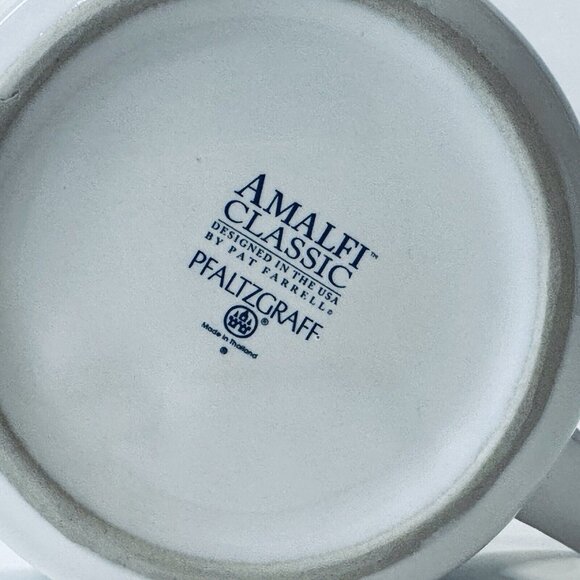 AMALFI™
CLASSIC
DESIGNED IN THE USA
BY PAT FARRELL©
PFALTZGRAFF®
Made in Thailand